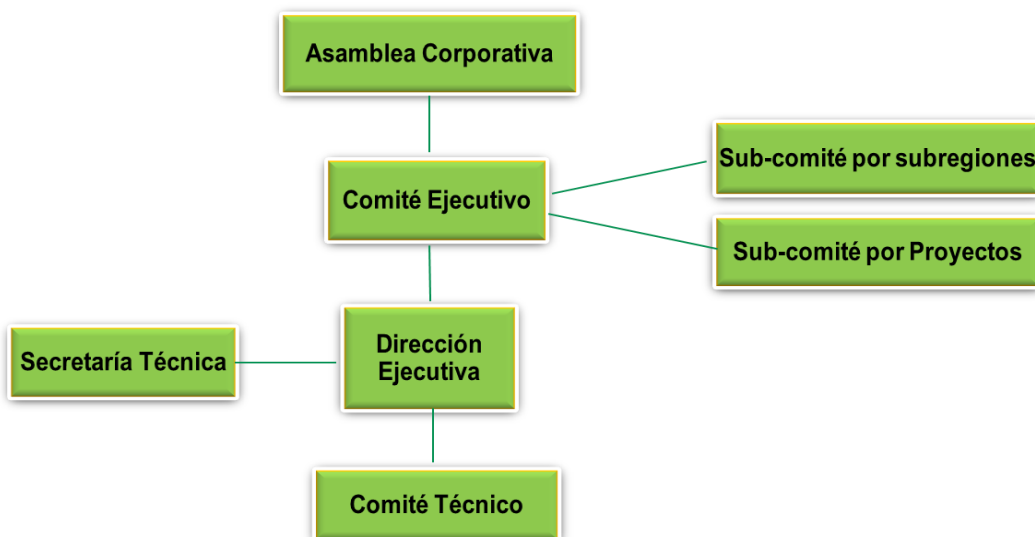 Asamblea Corporativa
Sub-comité por subregiones
Comité Ejecutivo
Sub-comité por Proyectos
Dirección
Ejecutiva
Secretaría Técnica
Comité Técnico